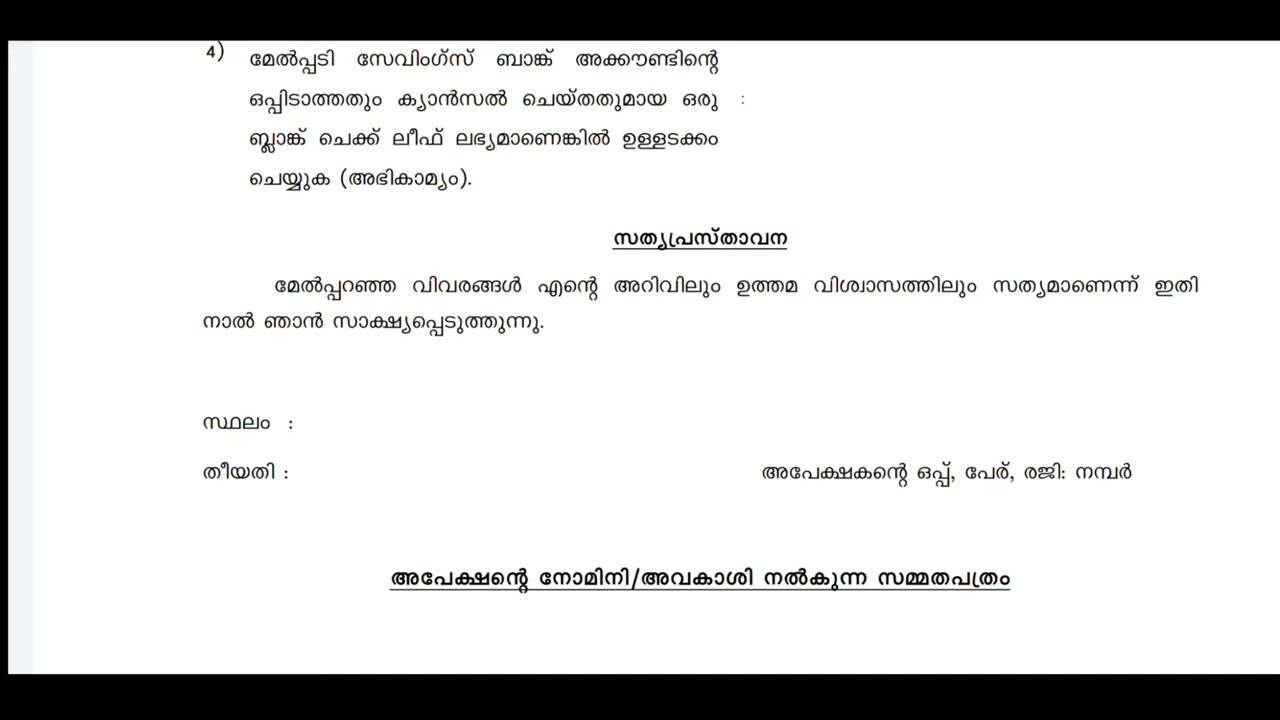 4) മേൽപ്പടി സേവിംഗ്സ് ബാങ്ക് അക്കൗണ്ടിന്റെ
ഒപ്പിടാത്തതും ക്യാൻസൽ ചെയ്തതുമായ ഒരു :
ബ്ലാങ്ക് ചെക്ക് ലീഫ് ലഭ്യമാണെങ്കിൽ ഉള്ളടക്കം
ചെയ്യുക (അഭികാമ്യം).
സത്യപ്രസ്താവന
മേൽപ്പറഞ്ഞ വിവരങ്ങൾ എന്റെ അറിവിലും ഉത്തമ വിശ്വാസത്തിലും സത്യമാണെന്ന് ഇതി
നാൽ ഞാൻ സാക്ഷ്യപ്പെടുത്തുന്നു.
സ്ഥലം :
തീയതി : അപേക്ഷകന്റെ ഒപ്പ്, പേര്, രജി: നമ്പർ
അപേക്ഷന്റെ നോമിനി/അവകാശി നൽകുന്ന സമ്മതപത്രം